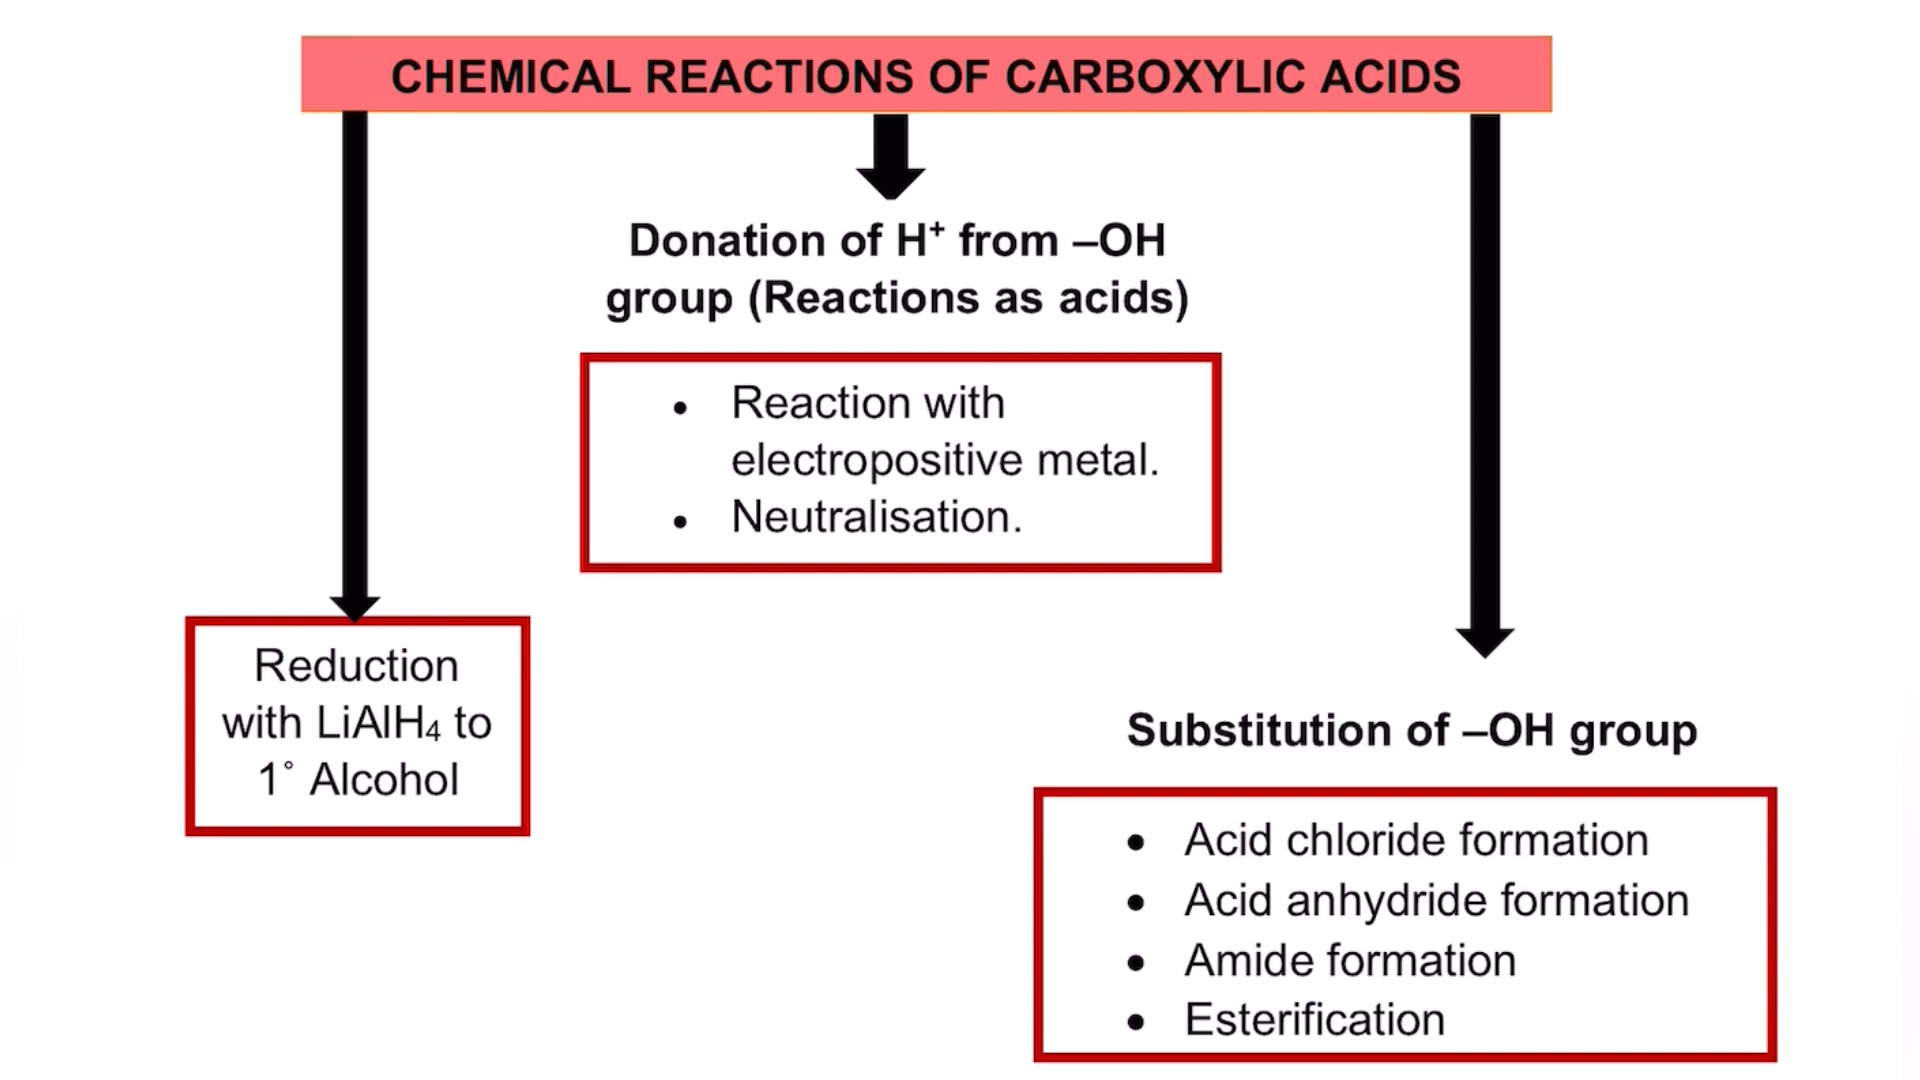 CHEMICAL REACTIONS OF CARBOXYLIC ACIDS
Donation of H⁺ from –OH
group (Reactions as acids)
• Reaction with
electropositive metal.
• Neutralisation.
Reduction
with LiAlH₄ to
1˚ Alcohol
Substitution of –OH group
• Acid chloride formation
• Acid anhydride formation
• Amide formation
• Esterification